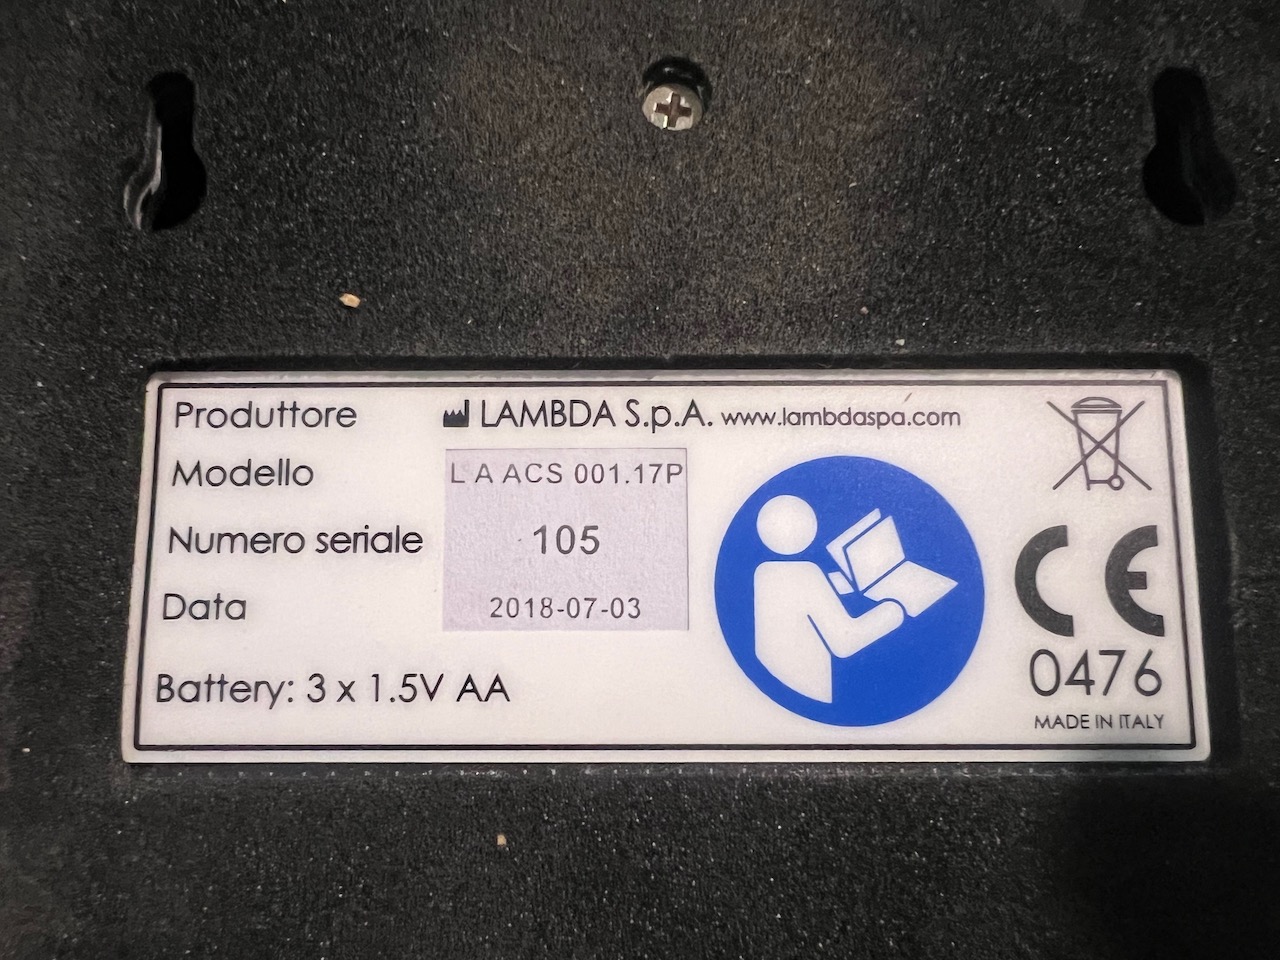 Produttore LAMBDA S.p.A. www.lambdaspa.com
Modello L A ACS 001.17P
Numero seriale 105
Data 2018-07-03
Battery: 3 x 1.5V AA
CE
0476
MADE IN ITALY